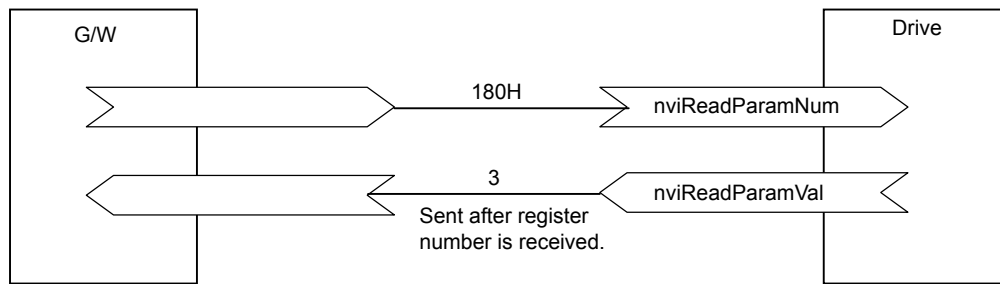 G/W
Drive
180H
nviReadParamNum
3
nviReadParamVal
Sent after register
number is received.